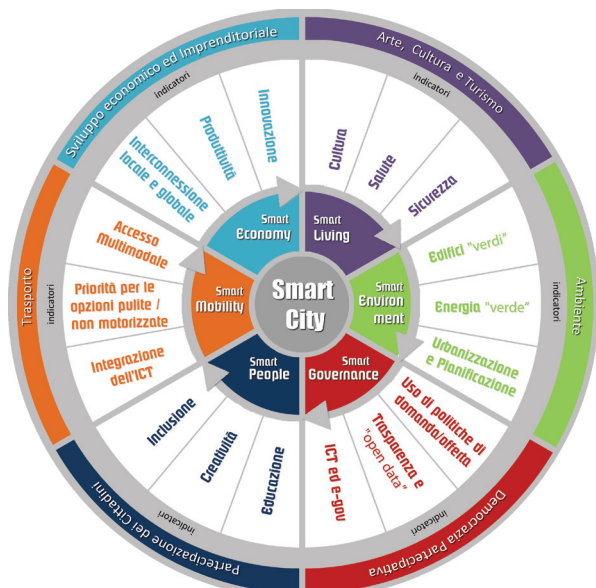 Sviluppo economico ed Imprenditoriale
indicatori
Interconnessione
locale e globale
Produttività
Innovazione
Smart
Economy
Arte, Cultura e Turismo
indicatori
Cultura
Salute
Sicurezza
Smart
Living
Ambiente
indicatori
Edifici "verdi"
Energia "verde"
Urbanizzazione
e Pianificazione
Smart
Environ
ment
Democrazia Partecipativa
indicatori
Uso di politiche di
domanda/offerta
Trasparenza e
"open data"
ICT ed e-gov
Smart
Governance
Partecipazione dei Cittadini
indicatori
Educazione
Creatività
Inclusione
Smart
People
Trasporto
indicatori
Integrazione
dell'ICT
Priorità per le
opzioni pulite /
non motorizzate
Accesso
Multimodale
Smart
Mobility
Smart
City